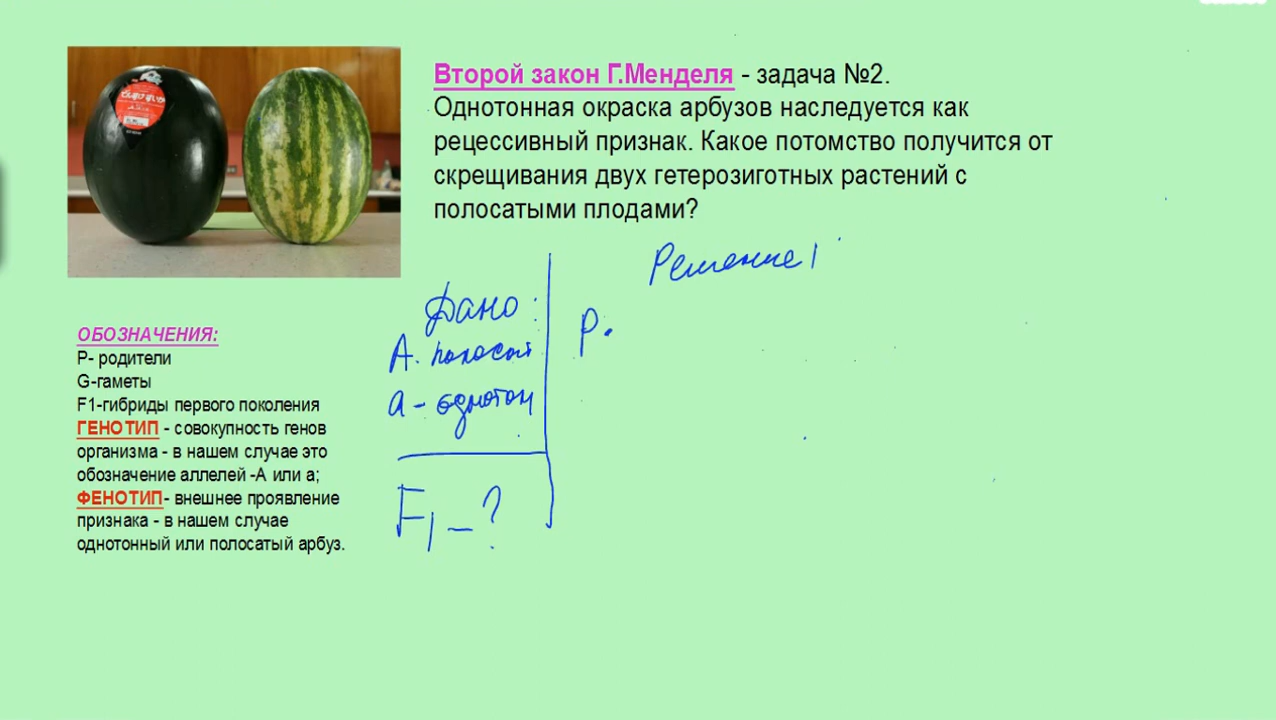 Второй закон Г.Менделя - задача №2.
Однотонная окраска арбузов наследуется как
рецессивный признак. Какое потомство получится от
скрещивания двух гетерозиготных растений с
полосатыми плодами?
Решение
Дано:
А. полосат
а - однотон
F1 - ?
Р.
ОБОЗНАЧЕНИЯ:
Р- родители
G-гаметы
F1-гибриды первого поколения
ГЕНОТИП - совокупность генов
организма - в нашем случае это
обозначение аллелей -А или а;
ФЕНОТИП- внешнее проявление
признака - в нашем случае
однотонный или полосатый арбуз.